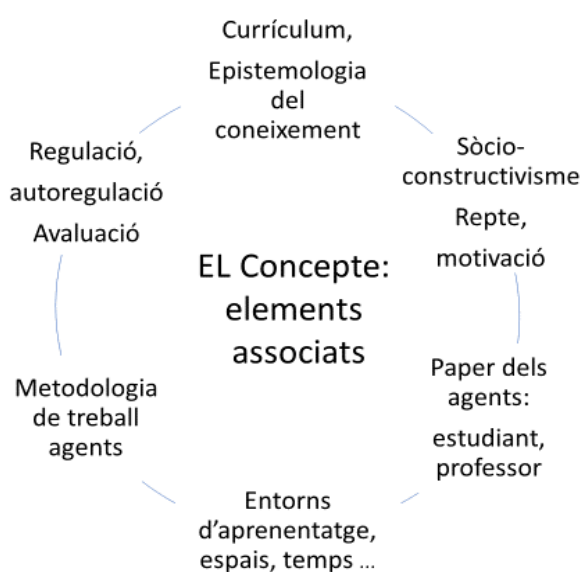 Currículum,
Epistemologia
del
coneixement
Sòcio-
constructivisme
Repte,
motivació
Paper dels
agents:
estudiant,
professor
Entorns
d'aprenentatge,
espais, temps ...
Metodologia
de treball
agents
Regulació,
autoregulació
Avaluació
EL Concepte:
elements
associats